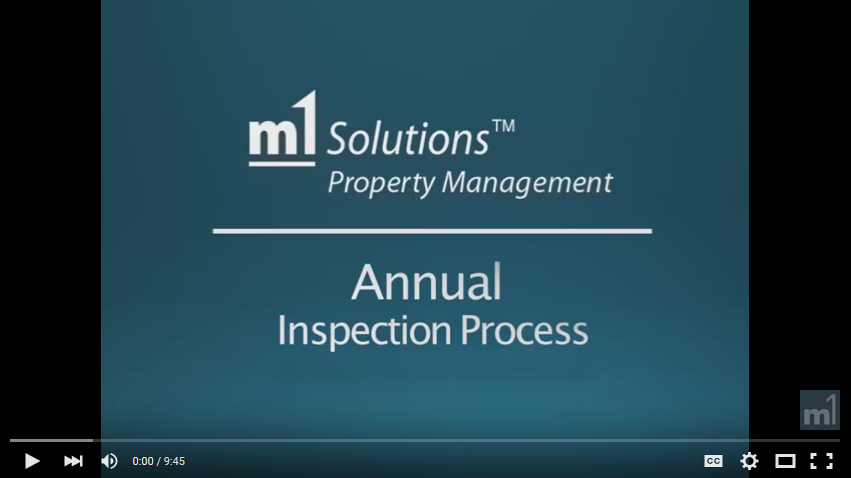 m1 Solutions™
Property Management
Annual
Inspection Process
m1
0:00 / 9:45
CC